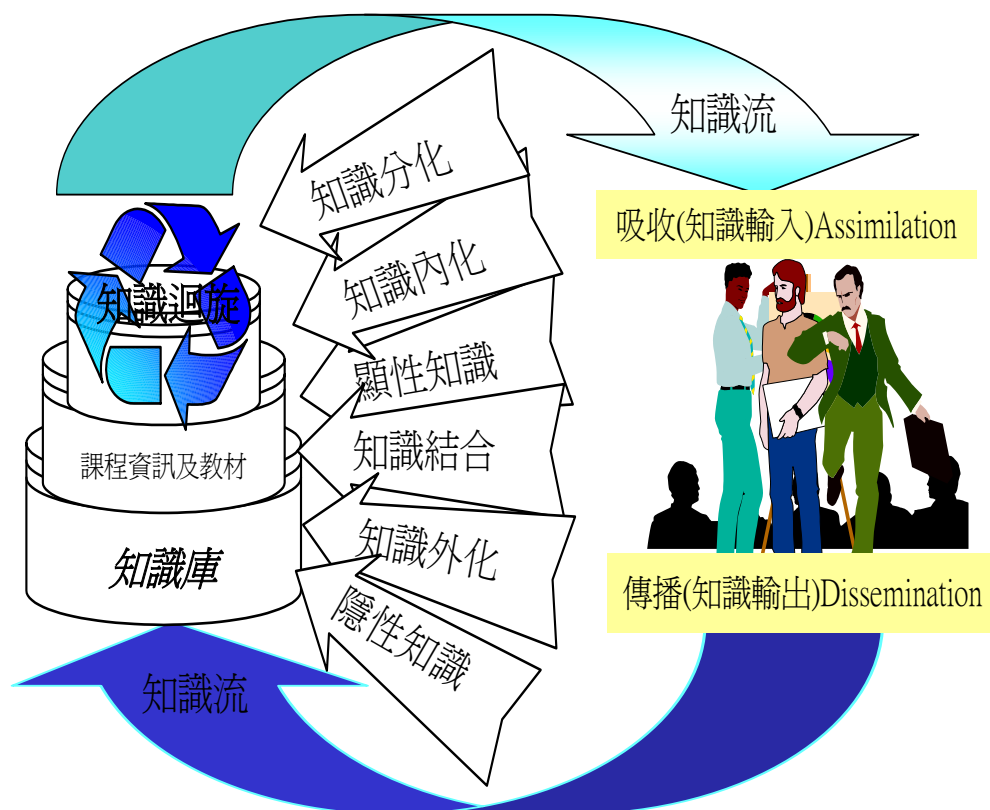 知識流
知識分化
吸收(知識輸入)Assimilation
知識內化
知識迴旋
顯性知識
知識結合
課程資訊及教材
知識外化
知識庫
傳播(知識輸出)Dissemination
隱性知識
知識流